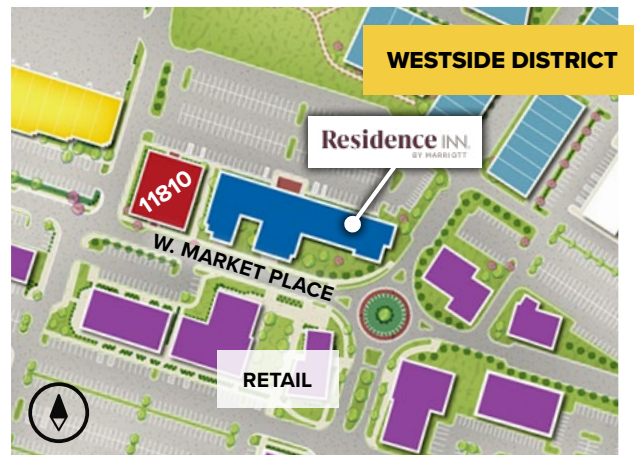 WESTSIDE DISTRICT
Residence INN.
BY MARRIOTT
11810
W. MARKET PLACE
RETAIL